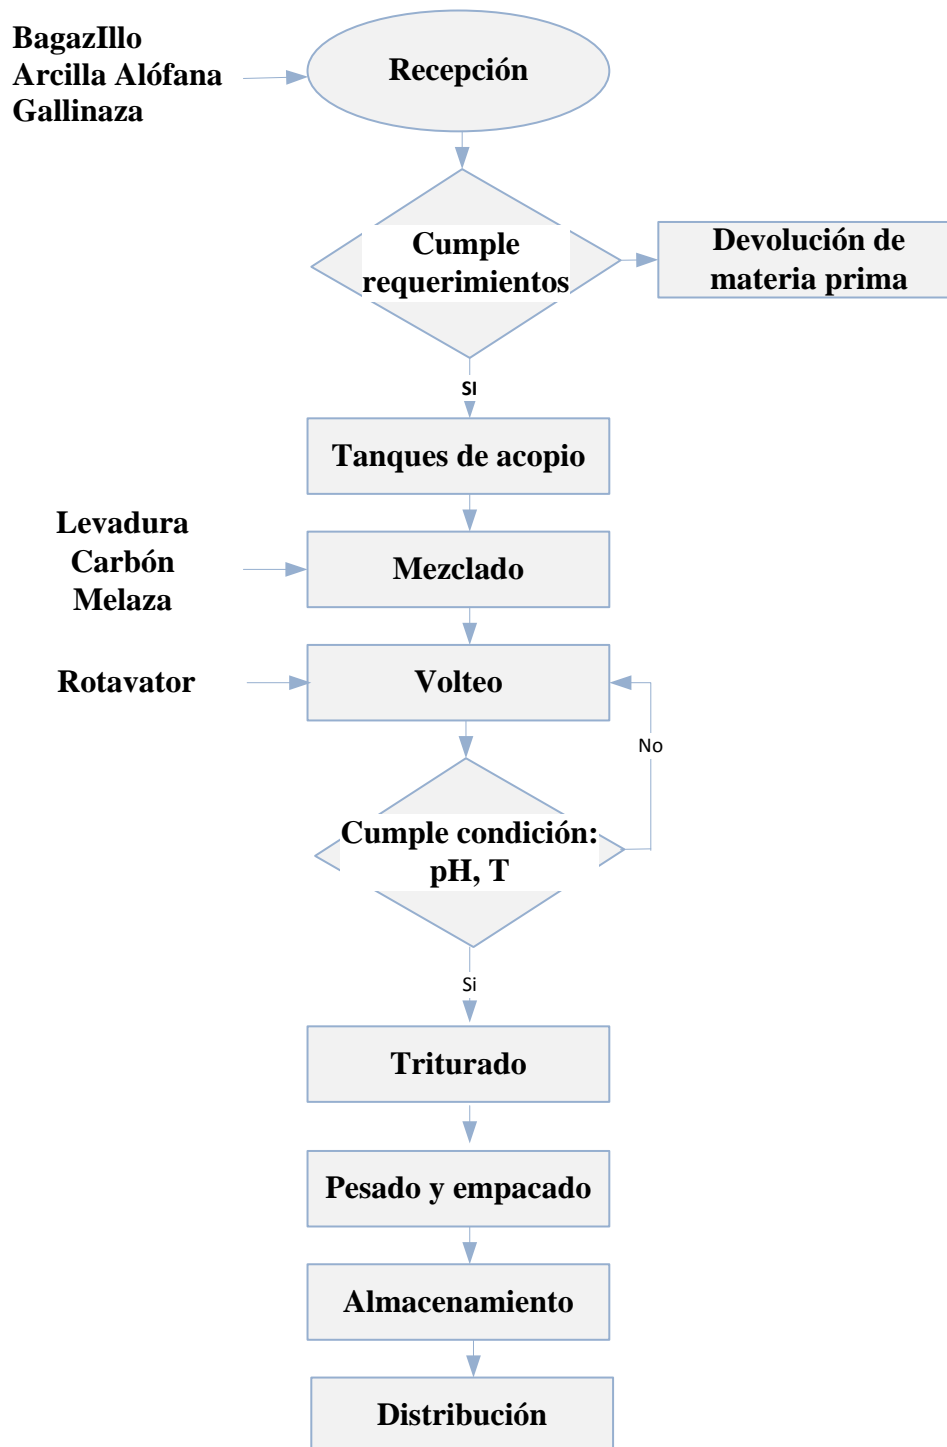 BagazIllo
Arcilla Alófana
Gallinaza
Recepción
Cumple
requerimientos
Devolución de
materia prima
SI
Tanques de acopio
Levadura
Carbón
Melaza
Mezclado
Rotavator
Volteo
No
Cumple condición:
pH, T
Si
Triturado
Pesado y empacado
Almacenamiento
Distribución